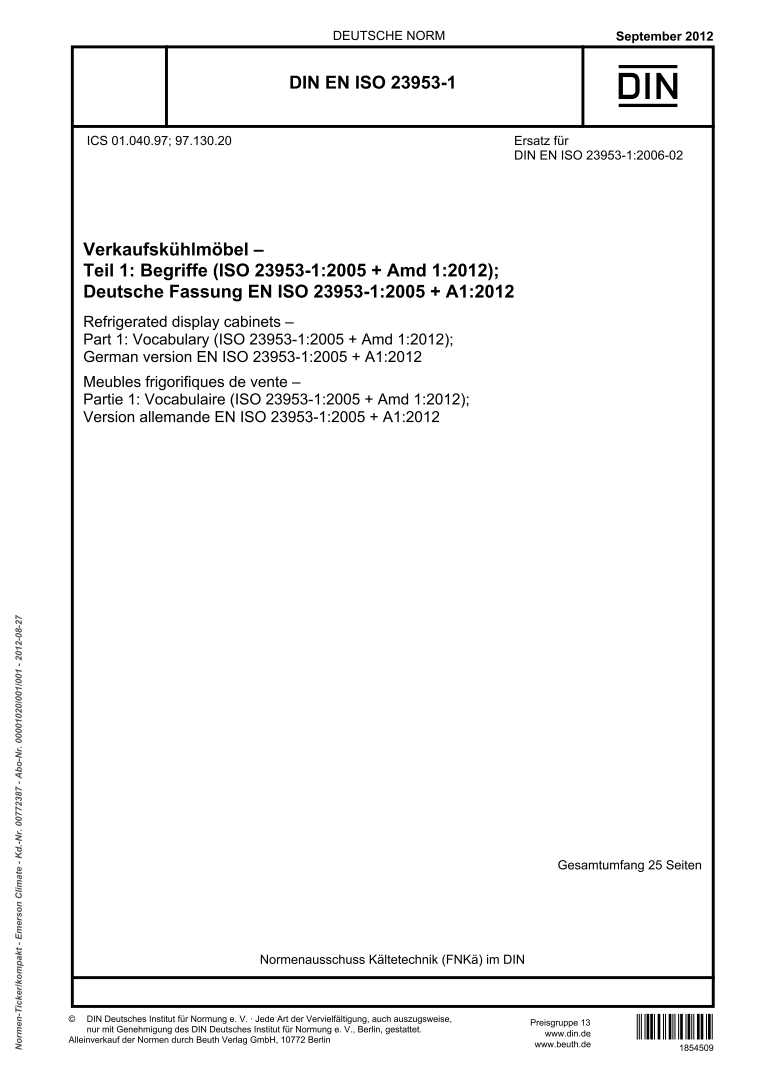 DEUTSCHE NORM
September 2012
DIN EN ISO 23953-1
DIN
ICS 01.040.97; 97.130.20
Ersatz für
DIN EN ISO 23953-1:2006-02
Verkaufskühlmöbel –
Teil 1: Begriffe (ISO 23953-1:2005 + Amd 1:2012);
Deutsche Fassung EN ISO 23953-1:2005 + A1:2012
Refrigerated display cabinets –
Part 1: Vocabulary (ISO 23953-1:2005 + Amd 1:2012);
German version EN ISO 23953-1:2005 + A1:2012
Meubles frigorifiques de vente –
Partie 1: Vocabulaire (ISO 23953-1:2005 + Amd 1:2012);
Version allemande EN ISO 23953-1:2005 + A1:2012
Gesamtumfang 25 Seiten
Normenausschuss Kältetechnik (FNKä) im DIN
© DIN Deutsches Institut für Normung e. V. · Jede Art der Vervielfältigung, auch auszugsweise,
nur mit Genehmigung des DIN Deutsches Institut für Normung e. V., Berlin, gestattet.
Alleinverkauf der Normen durch Beuth Verlag GmbH, 10772 Berlin
Preisgruppe 13
www.din.de
www.beuth.de
1854509
Normen-Ticker/kompakt - Emerson Climate - Kd.-Nr. 00772387 - Abo-Nr. 00001020/001/001 - 2012-08-27